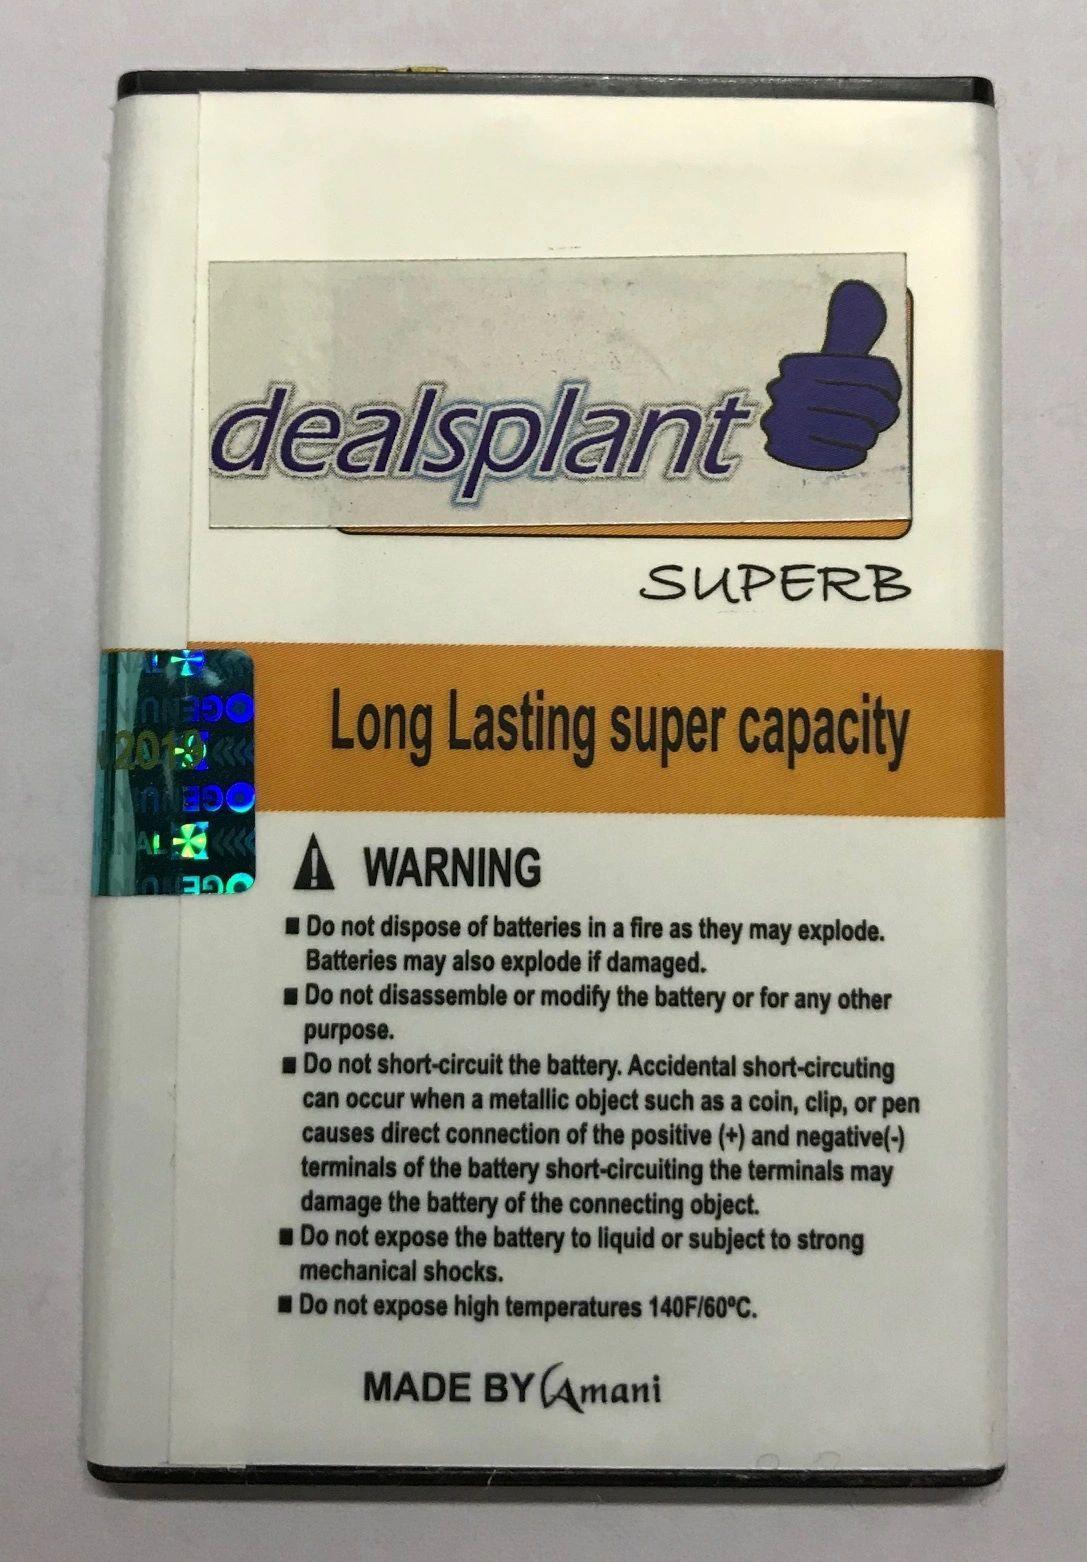 dealsplant
SUPERB
Long Lasting super capacity
2019
WARNING
■ Do not dispose of batteries in a fire as they may explode.
Batteries may also explode if damaged.
■ Do not disassemble or modify the battery or for any other
purpose.
■ Do not short-circuit the battery. Accidental short-circuting
can occur when a metallic object such as a coin, clip, or pen
causes direct connection of the positive (+) and negative(-)
terminals of the battery short-circuiting the terminals may
damage the battery of the connecting object.
■ Do not expose the battery to liquid or subject to strong
mechanical shocks.
■ Do not expose high temperatures 140F/60ºC.
MADE BY Amani